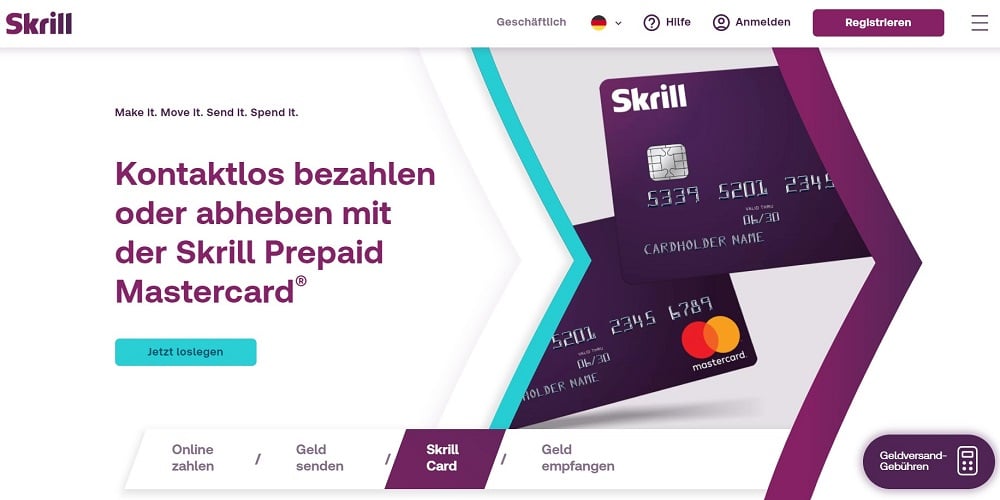 Skrill
Geschäftlich
Hilfe
Anmelden
Registrieren
Make it. Move it. Send it. Spend it.
Kontaktlos bezahlen
oder abheben mit
der Skrill Prepaid
Mastercard®
Jetzt loslegen
Skrill
5339 5201 2345
VALID THRU
06/30
CARDHOLDER NAME
5201 2345 6789
VALID THRU
06/30
HOLDER NAME
mastercard.
Online
zahlen
/
Geld
senden
/
Skrill
Card
/
Geld
empfangen
Geldversand-
Gebühren